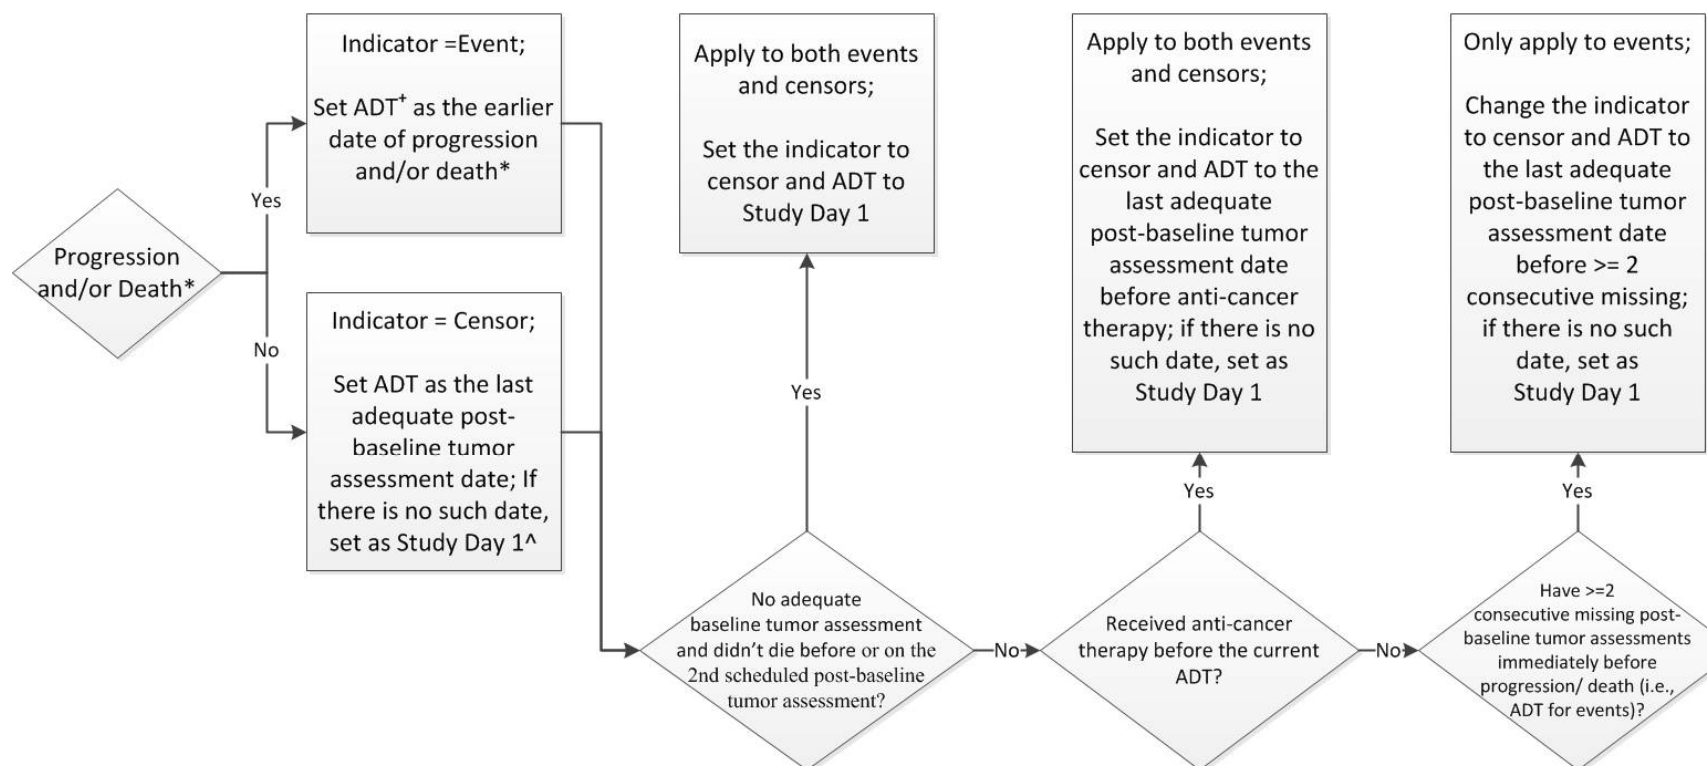 Progression
and/or Death*
Yes
No
Indicator =Event;
Set ADT⁺ as the earlier
date of progression
and/or death*
Indicator = Censor;
Set ADT as the last
adequate post-
baseline tumor
assessment date; If
there is no such date,
set as Study Day 1^
Apply to both events
and censors;
Set the indicator to
censor and ADT to
Study Day 1
Yes
No adequate
baseline tumor assessment
and didn't die before or on the
2nd scheduled post-baseline
tumor assessment?
No
Apply to both events
and censors;
Set the indicator to
censor and ADT to the
last adequate
post-baseline tumor
assessment date
before anti-cancer
therapy; if there is no
such date, set as
Study Day 1
Yes
Received anti-cancer
therapy before the current
ADT?
No
Only apply to events;
Change the indicator
to censor and ADT to
the last adequate
post-baseline tumor
assessment date
before >= 2
consecutive missing;
if there is no such
date, set as
Study Day 1
Yes
Have >=2
consecutive missing post-
baseline tumor assessments
immediately before
progression/ death (i.e.,
ADT for events)?